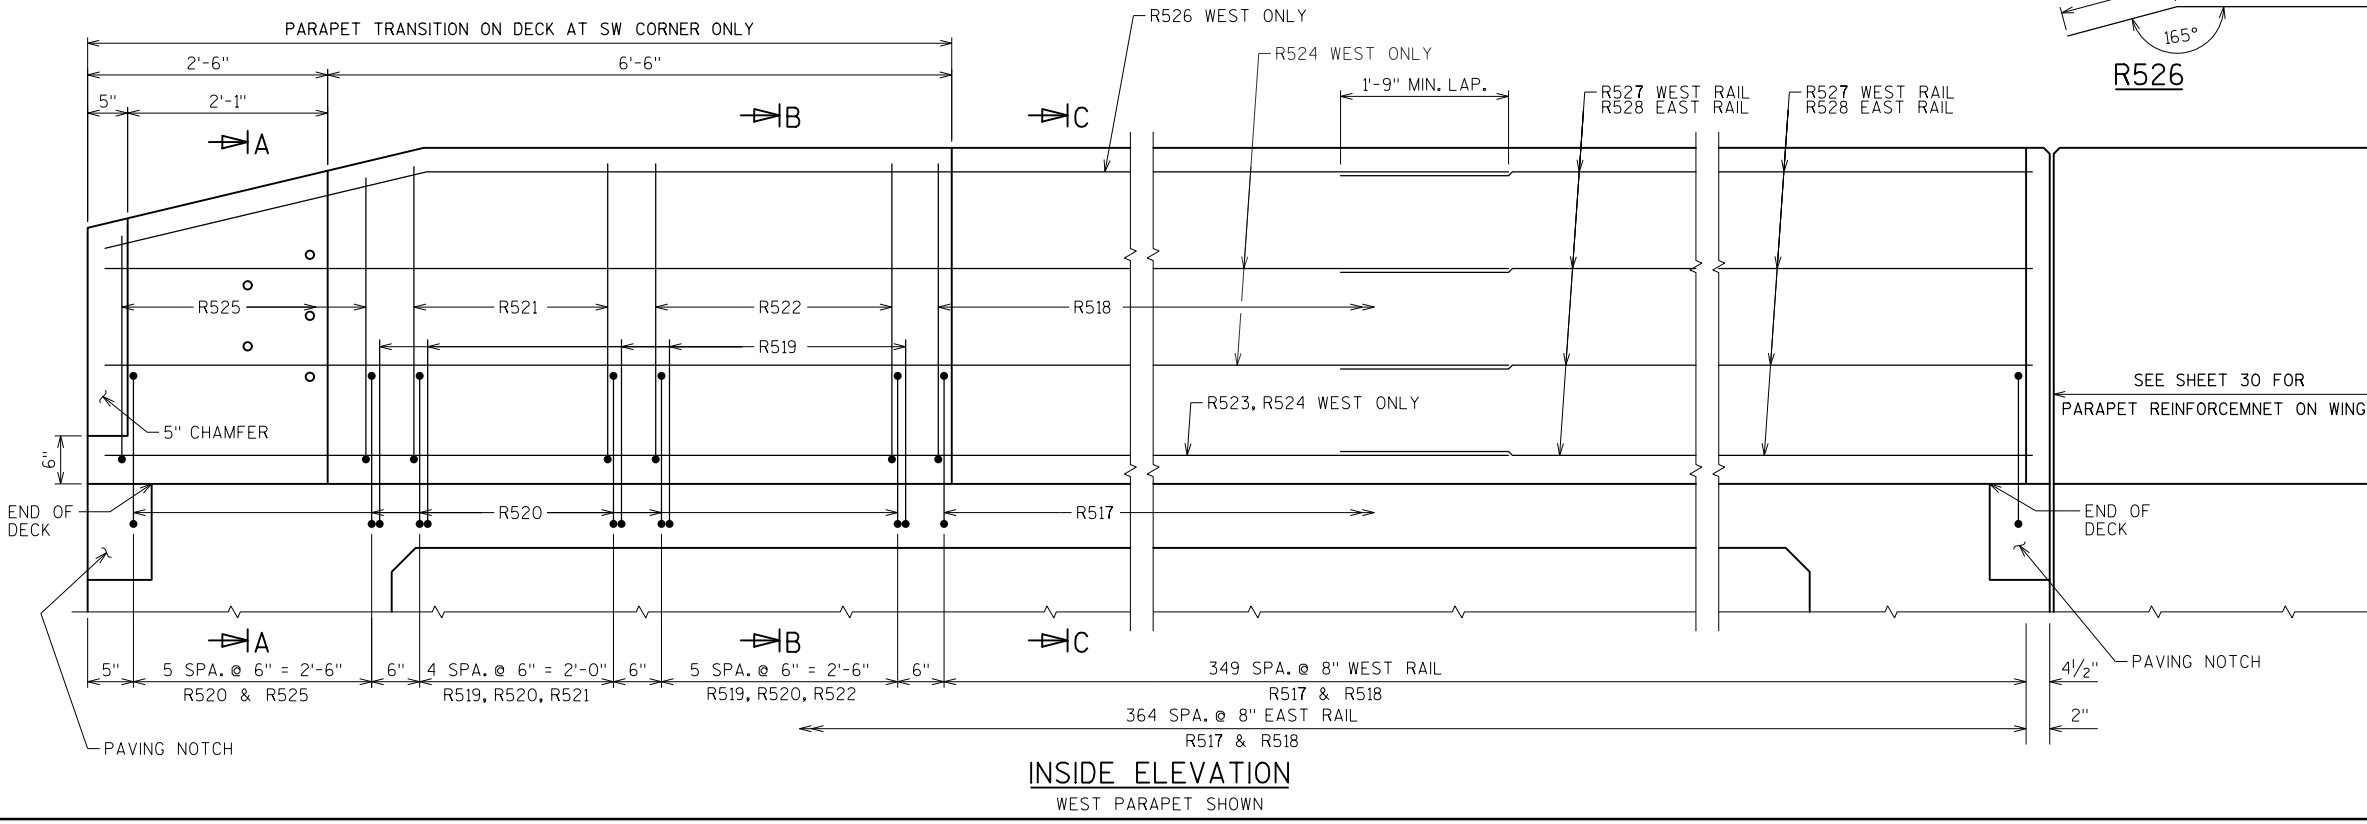 PARAPET TRANSITION ON DECK AT SW CORNER ONLY
R526 WEST ONLY
165°
R526
2'-6"
6'-6"
R524 WEST ONLY
1'-9" MIN. LAP.
5"
2'-1"
R527 WEST RAIL
R528 EAST RAIL
R527 WEST RAIL
R528 EAST RAIL
A
B
C
R525
R521
R522
R518
R519
SEE SHEET 30 FOR
PARAPET REINFORCEMNET ON WING
R523, R524 WEST ONLY
5" CHAMFER
6"
END OF
DECK
R520
R517
END OF
DECK
A
B
C
5"
5 SPA. @ 6" = 2'-6"
R520 & R525
6"
4 SPA. @ 6" = 2'-0"
R519, R520, R521
6"
5 SPA. @ 6" = 2'-6"
R519, R520, R522
6"
349 SPA. @ 8" WEST RAIL
R517 & R518
4½"
PAVING NOTCH
364 SPA. @ 8" EAST RAIL
R517 & R518
2"
PAVING NOTCH
INSIDE ELEVATION
WEST PARAPET SHOWN